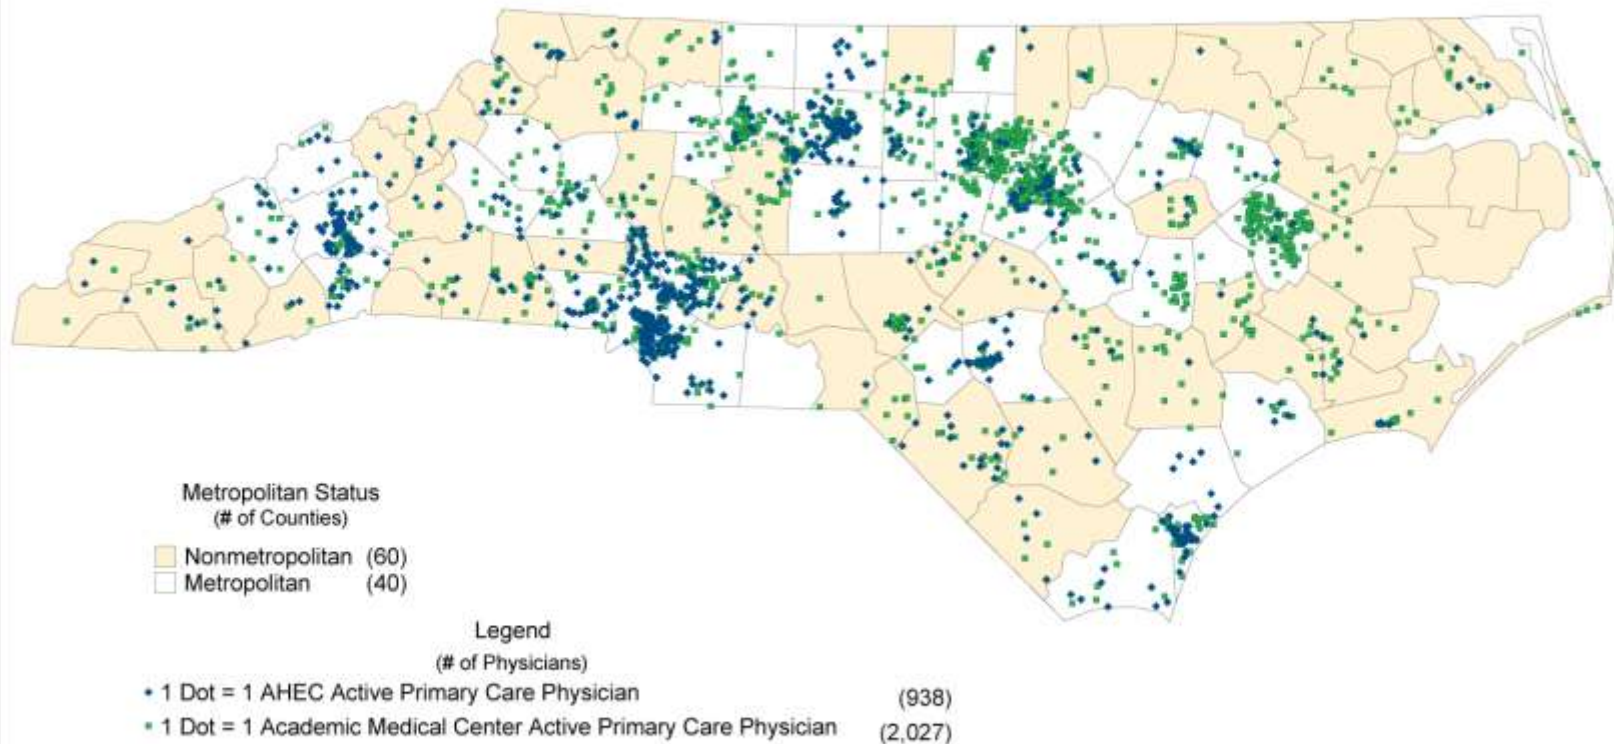 Metropolitan Status
(# of Counties)
Nonmetropolitan (60)
Metropolitan (40)
Legend
(# of Physicians)
1 Dot = 1 AHEC Active Primary Care Physician (938)
1 Dot = 1 Academic Medical Center Active Primary Care Physician (2,027)